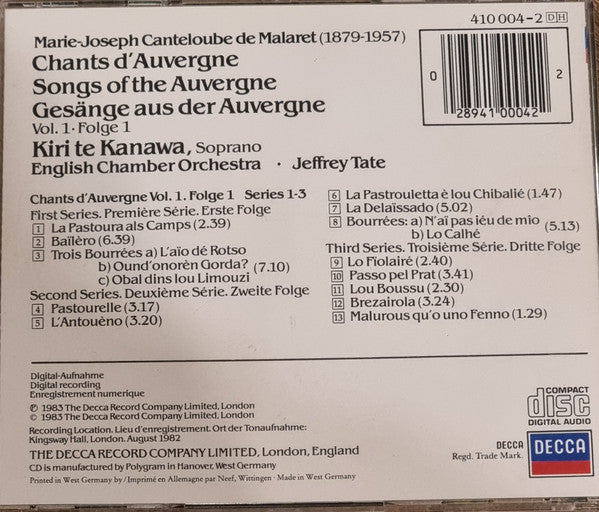 410 004-2 DH
Marie-Joseph Canteloube de Malaret (1879-1957)
Chants d'Auvergne
Songs of the Auvergne
Gesänge aus der Auvergne
Vol. 1 · Folge 1
Kiri te Kanawa, Soprano
English Chamber Orchestra · Jeffrey Tate
0 28941 00042 2
Chants d'Auvergne Vol. 1. Folge 1 Series 1-3
First Series. Première Série. Erste Folge
1 La Pastoura als Camps (2.39)
2 Baïlèro (6.39)
3 Trois Bourrées a) L'aïo dé Rotso
b) Ound'onorèn Gorda? (7.10)
c) Obal dins lou Limouzi
Second Series. Deuxième Série. Zweite Folge
4 Pastourelle (3.17)
5 L'Antouèno (3.20)
6 La Pastrouletta è lou Chibalié (1.47)
7 La Delaïssado (5.02)
8 Bourrées: a) N'aï pas iéu de mìo (5.13)
b) Lo Calhé
Third Series. Troisième Série. Dritte Folge
9 Lo Fïolairé (2.40)
10 Passo pel Prat (3.41)
11 Lou Boussu (2.30)
12 Brezairola (3.24)
13 Malurous qu'o uno Fenno (1.29)
Digital-Aufnahme
Digital recording
Enregistrement numerique
℗ 1983 The Decca Record Company Limited, London
© 1983 The Decca Record Company Limited, London
Recording Location. Lieu d'enregistrement. Ort der Tonaufnahme:
Kingsway Hall, London. August 1982
THE DECCA RECORD COMPANY LIMITED, London, England
CD is manufactured by Polygram in Hanover, West Germany
Printed in West Germany by/Imprimé en Allemagne par Neef, Wittingen · Made in West Germany
COMPACT
disc
DIGITAL AUDIO
DECCA
Regd. Trade Mark.
DECCA